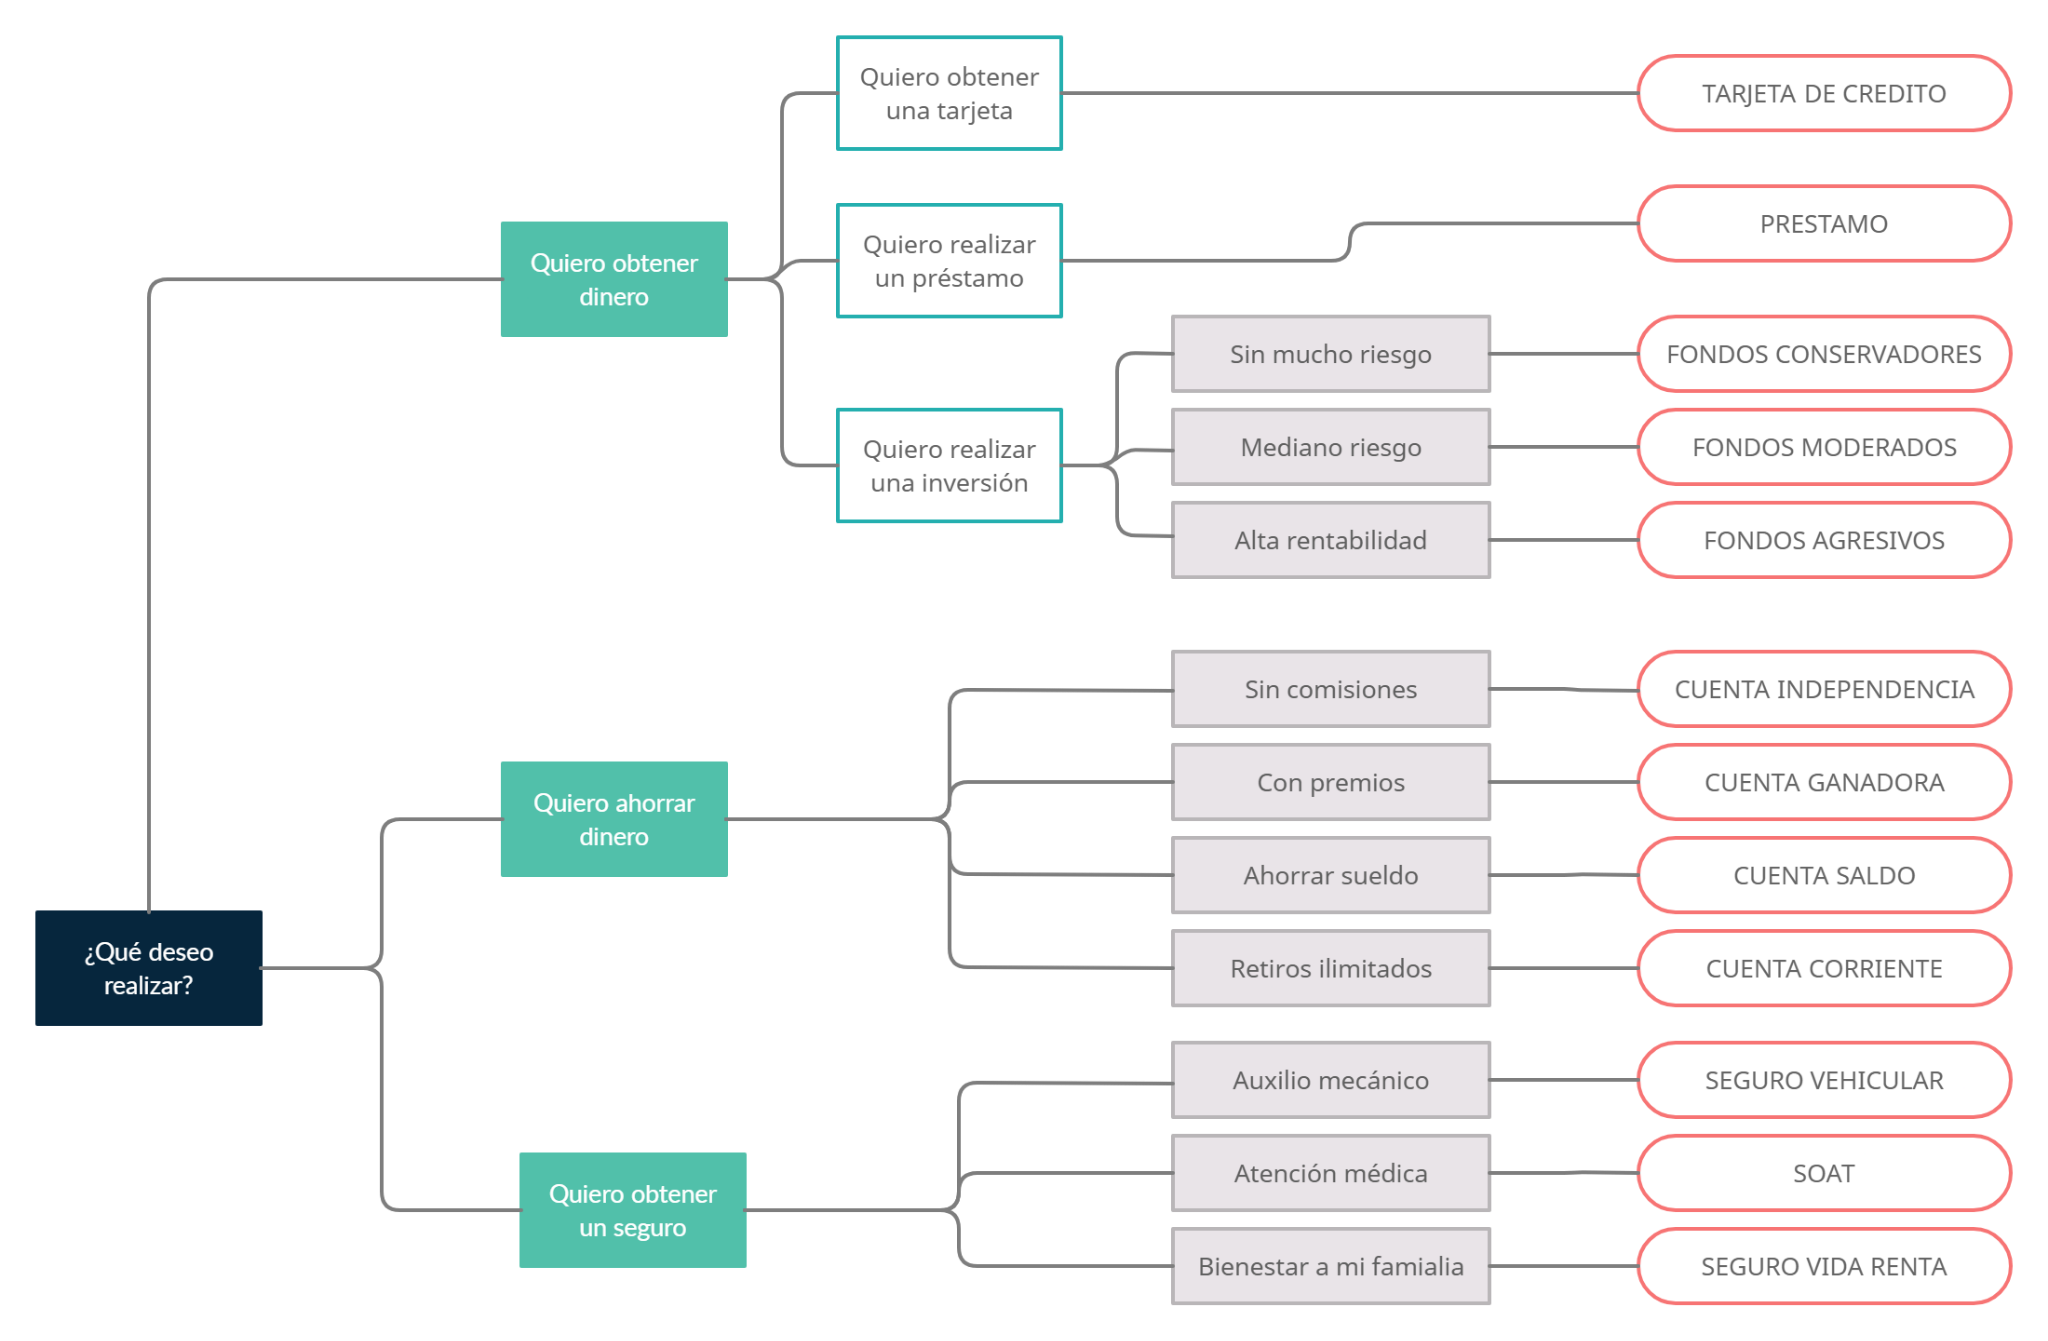 Quiero obtener
una tarjeta
TARJETA DE CREDITO
Quiero obtener
dinero
Quiero realizar
un préstamo
PRESTAMO
Quiero realizar
una inversión
Sin mucho riesgo
FONDOS CONSERVADORES
Mediano riesgo
FONDOS MODERADOS
Alta rentabilidad
FONDOS AGRESIVOS
¿Qué deseo
realizar?
Quiero ahorrar
dinero
Sin comisiones
CUENTA INDEPENDENCIA
Con premios
CUENTA GANADORA
Ahorrar sueldo
CUENTA SALDO
Retiros ilimitados
CUENTA CORRIENTE
Quiero obtener
un seguro
Auxilio mecánico
SEGURO VEHICULAR
Atención médica
SOAT
Bienestar a mi famialia
SEGURO VIDA RENTA